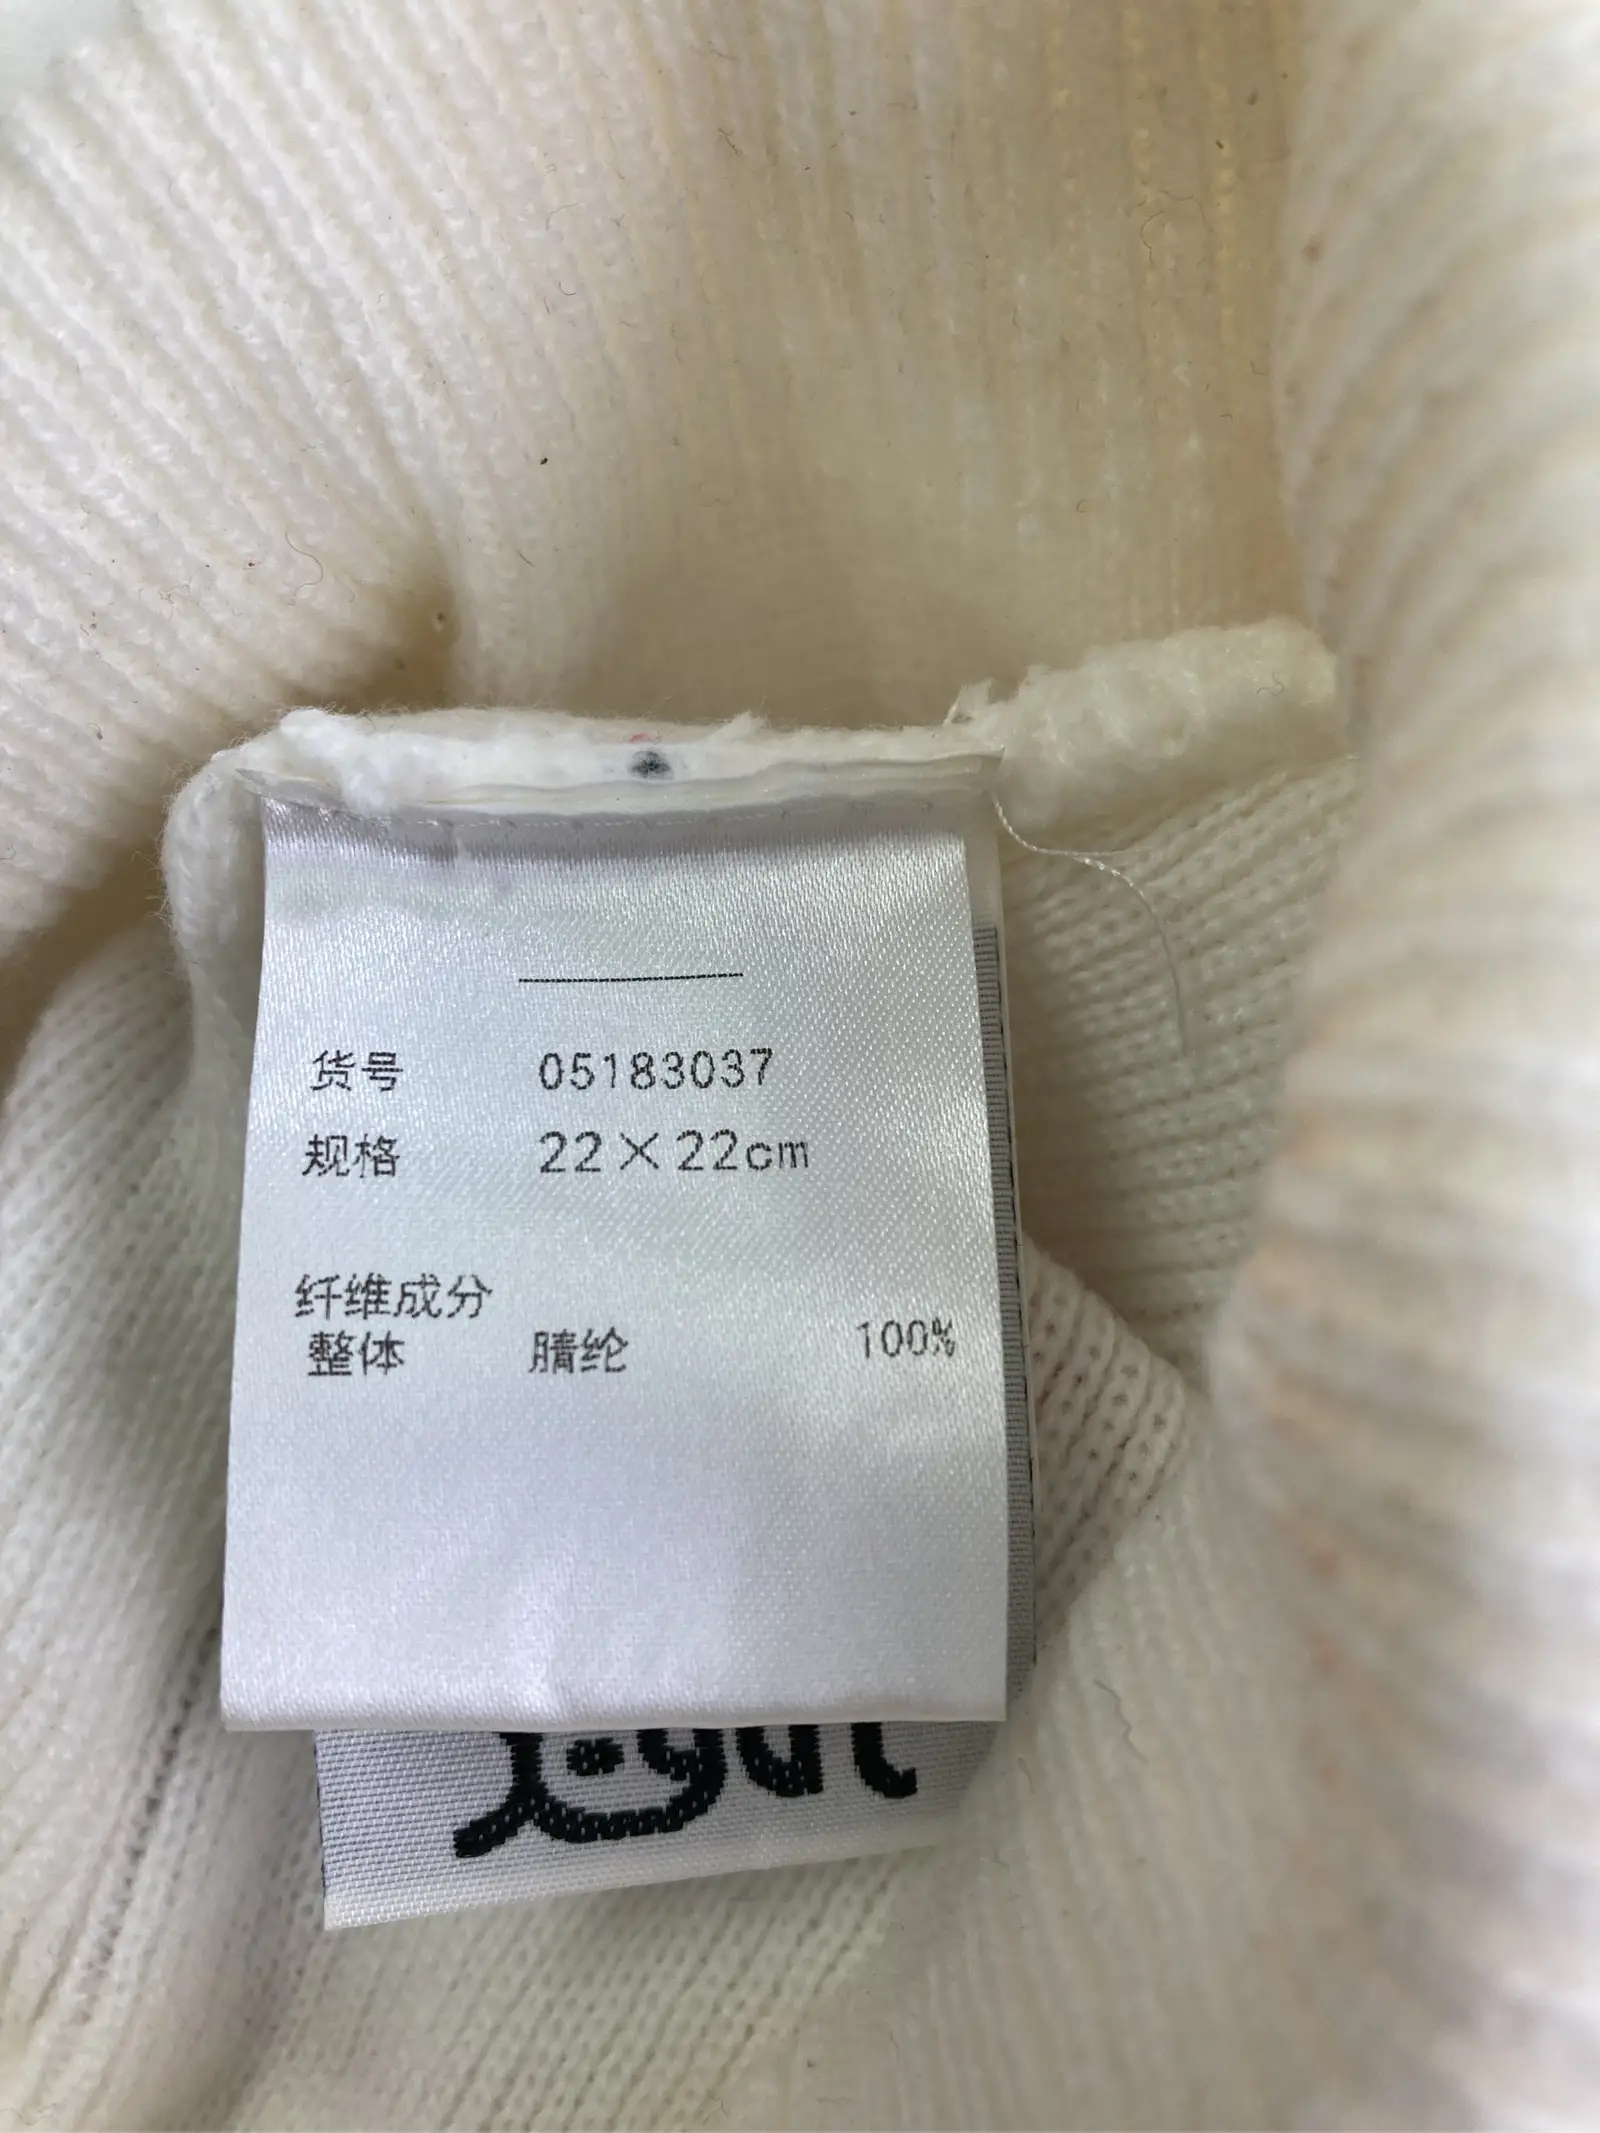 货号 05183037
规格 22×22cm
纤维成分
整体 腈纶 100%